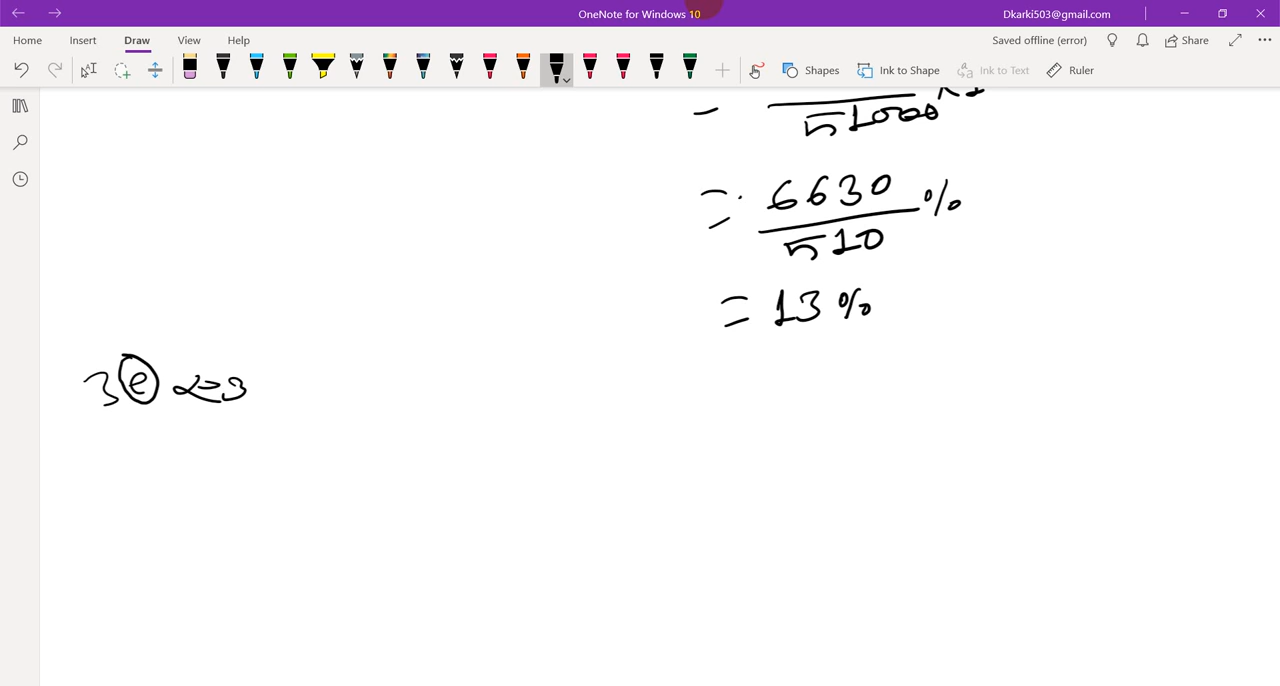 OneNote for Windows 10
Dkarki503@gmail.com
Home Insert Draw View Help
Saved offline (error) Share
Shapes Ink to Shape Ink to Text Ruler
= 51000
= 6630 %
510
= 13 %
3 e